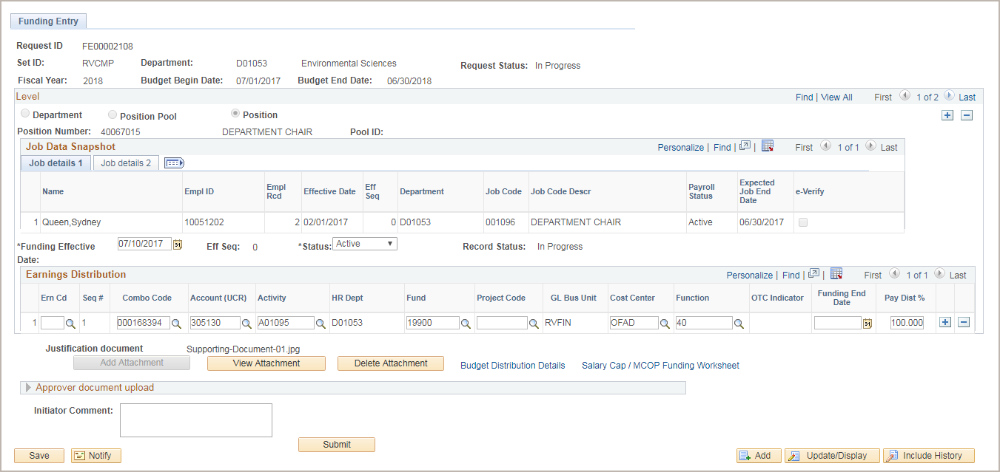 Funding Entry
Request ID FE00002108
Set ID: RVCMP Department: D01053 Environmental Sciences Request Status: In Progress
Fiscal Year: 2018 Budget Begin Date: 07/01/2017 Budget End Date: 06/30/2018
Level Find | View All First 1 of 2 Last
Department Position Pool Position
Position Number: 40067015 DEPARTMENT CHAIR Pool ID:
Job Data Snapshot Personalize | Find | | First 1 of 1 Last
Job details 1 Job details 2
Name Empl ID Empl Rcd Effective Date Eff Seq Department Job Code Job Code Descr Payroll Status Expected Job End Date e-Verify
1 Queen,Sydney 10051202 2 02/01/2017 0 D01053 001096 DEPARTMENT CHAIR Active 06/30/2017
*Funding Effective Date: 07/10/2017 31 Eff Seq: 0 *Status: Active Record Status: In Progress
Earnings Distribution Personalize | Find | | First 1 of 1 Last
Ern Cd Seq # Combo Code Account (UCR) Activity HR Dept Fund Project Code GL Bus Unit Cost Center Function OTC Indicator Funding End Date Pay Dist %
1 1 000168394 305130 A01095 D01053 19900 RVFIN OFAD 40 31 100.000
Justification document Supporting-Document-01.jpg
Add Attachment View Attachment Delete Attachment Budget Distribution Details Salary Cap / MCOP Funding Worksheet
Approver document upload
Initiator Comment:
Submit
Save Notify Add Update/Display Include History